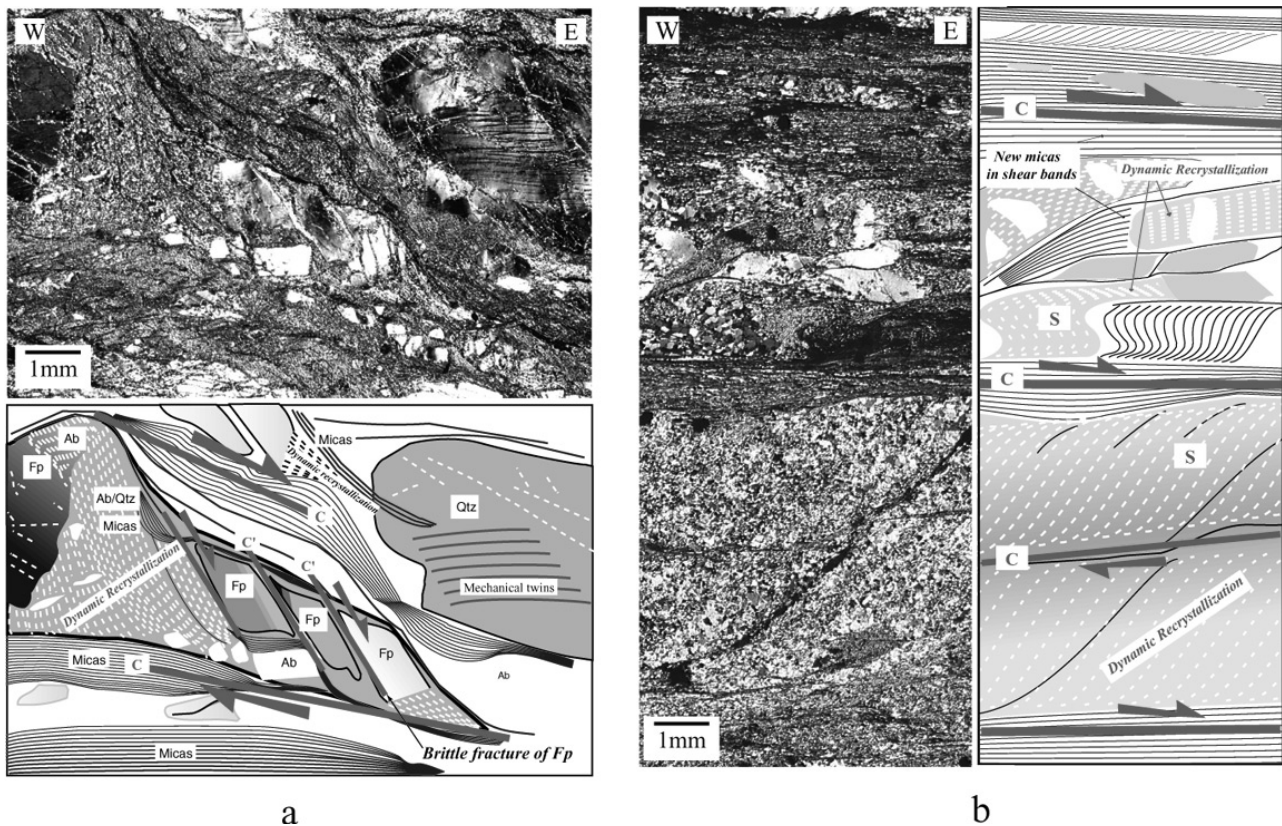 W
E
1mm
Ab
Fp
Ab/Qtz
Micas
Dynamic Recrystallization
Micas
Dynamic recrystallization
C
C'
C'
Fp
Fp
Fp
Qtz
Mechanical twins
Micas
C
Ab
Ab
Brittle fracture of Fp
Micas
a
W
E
1mm
C
New micas
in shear bands
Dynamic Recrystallization
S
C
S
C
Dynamic Recrystallization
C
b